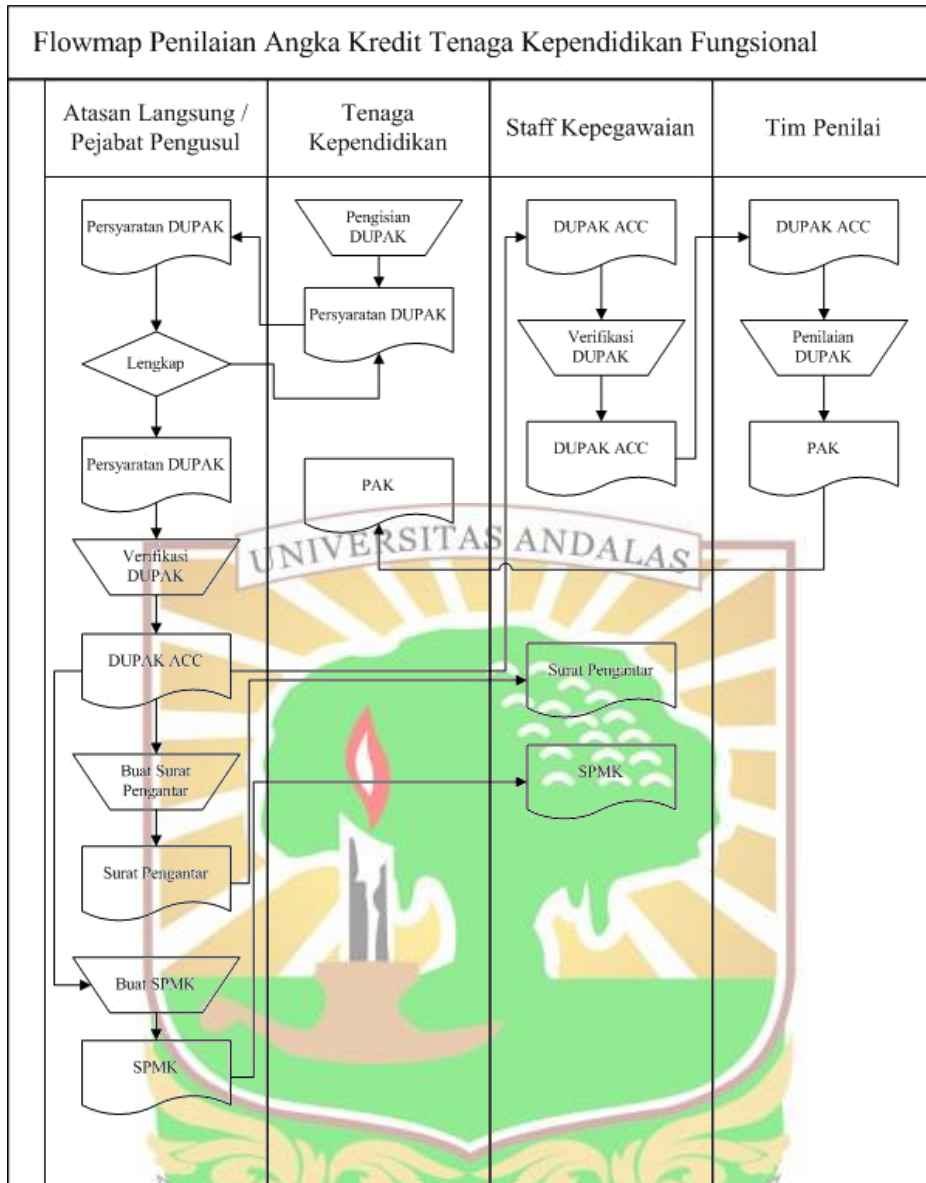 Flowmap Penilaian Angka Kredit Tenaga Kependidikan Fungsional
Atasan Langsung /
Pejabat Pengusul
Tenaga
Kependidikan
Staff Kepegawaian
Tim Penilai
Persyaratan DUPAK
Lengkap
Persyaratan DUPAK
Verifikasi
DUPAK
DUPAK ACC
Buat Surat
Pengantar
Surat Pengantar
Buat SPMK
SPMK
Pengisian
DUPAK
Persyaratan DUPAK
PAK
DUPAK ACC
Verifikasi
DUPAK
DUPAK ACC
Surat Pengantar
SPMK
DUPAK ACC
Penilaian
DUPAK
PAK
UNIVERSITAS ANDALAS